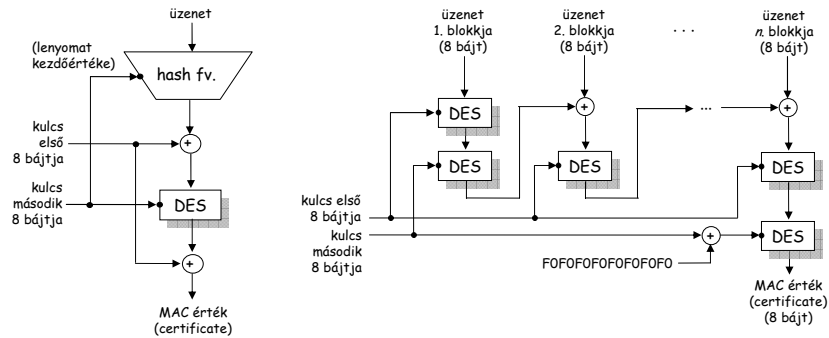 üzenet
(lenyomat
kezdőértéke)
hash fv.
kulcs
első
8 bájtja
+
kulcs
második
8 bájtja
DES
+
MAC érték
(certificate)
üzenet
1. blokkja
(8 bájt)
üzenet
2. blokkja
(8 bájt)
. . .
üzenet
n. blokkja
(8 bájt)
DES
+
...
+
DES
DES
DES
kulcs első
8 bájtja
kulcs
második
8 bájtja
+
DES
F0F0F0F0F0F0F0F0
MAC érték
(certificate)
(8 bájt)